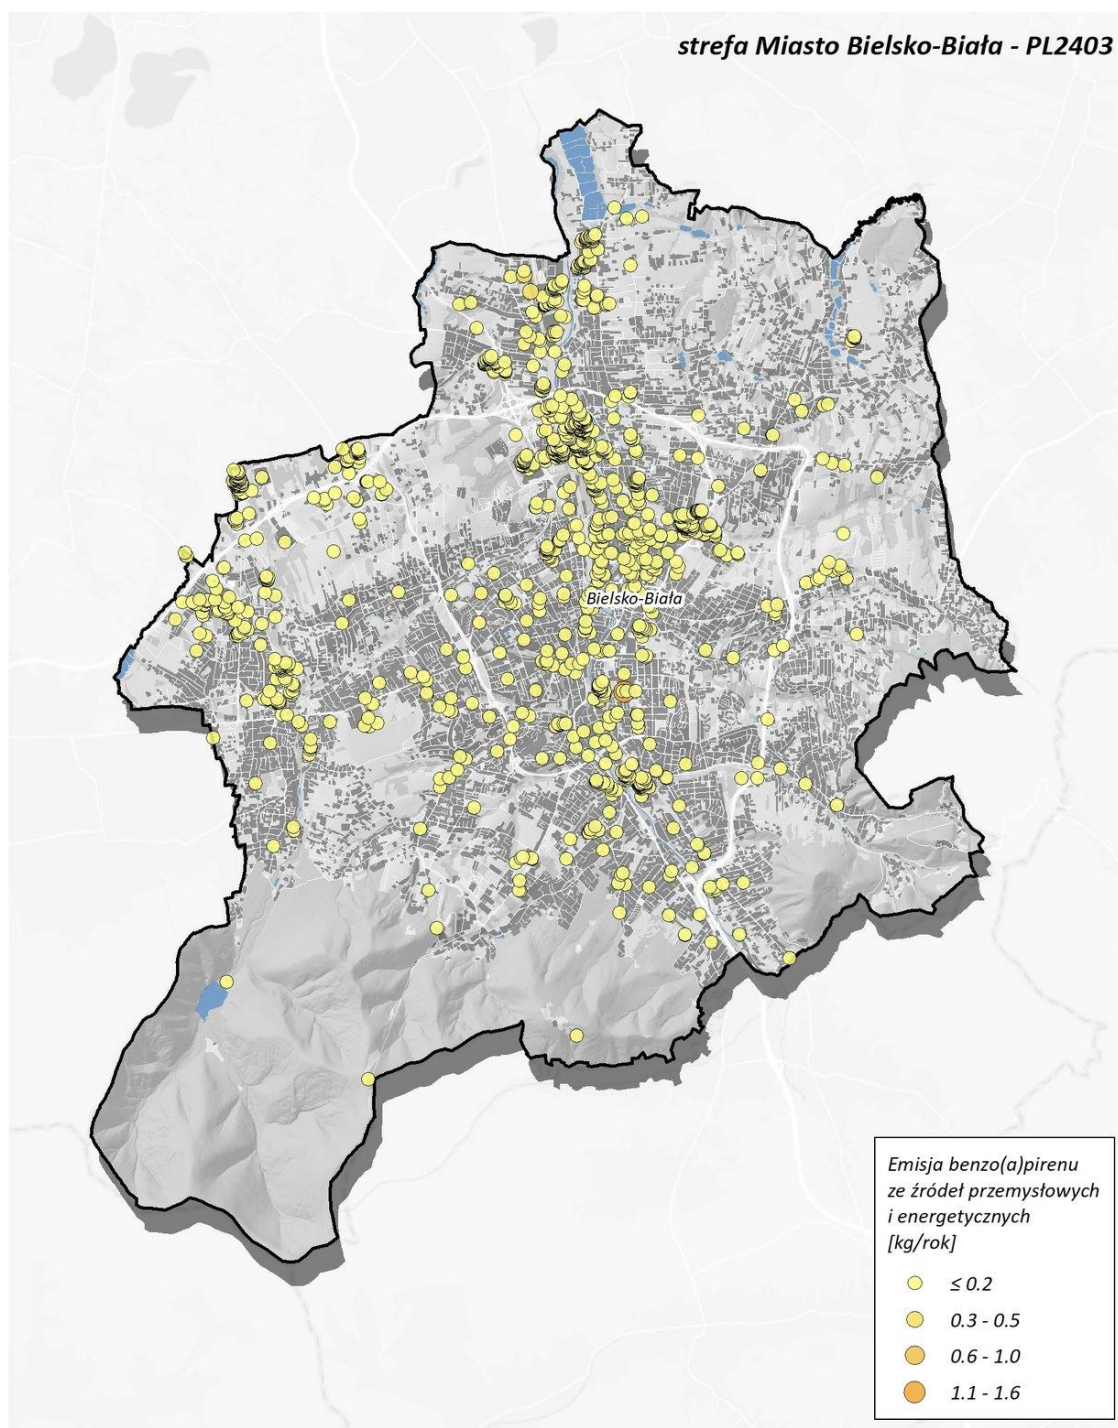 strefa Miasto Bielsko-Biała - PL2403
Bielsko-Biała
Emisja benzo(a)pirenu
ze źródeł przemysłowych
i energetycznych
[kg/rok]
≤ 0.2
0.3 - 0.5
0.6 - 1.0
1.1 - 1.6